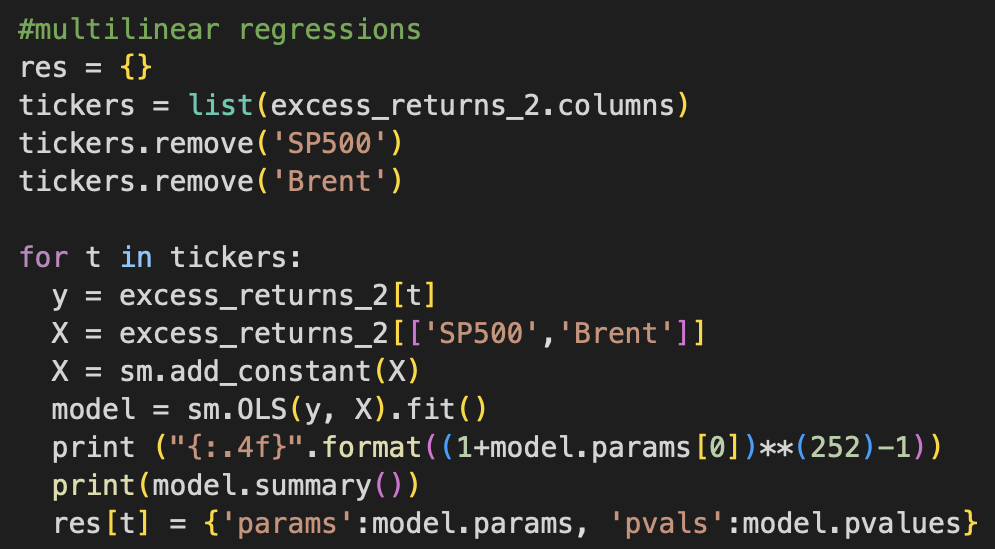 #multilinear regressions
res = {}
tickers = list(excess_returns_2.columns)
tickers.remove('SP500')
tickers.remove('Brent')

for t in tickers:
  y = excess_returns_2[t]
  X = excess_returns_2[['SP500','Brent']]
  X = sm.add_constant(X)
  model = sm.OLS(y, X).fit()
  print ("{:.4f}".format((1+model.params[0])**(252)-1))
  print(model.summary())
  res[t] = {'params':model.params, 'pvals':model.pvalues}